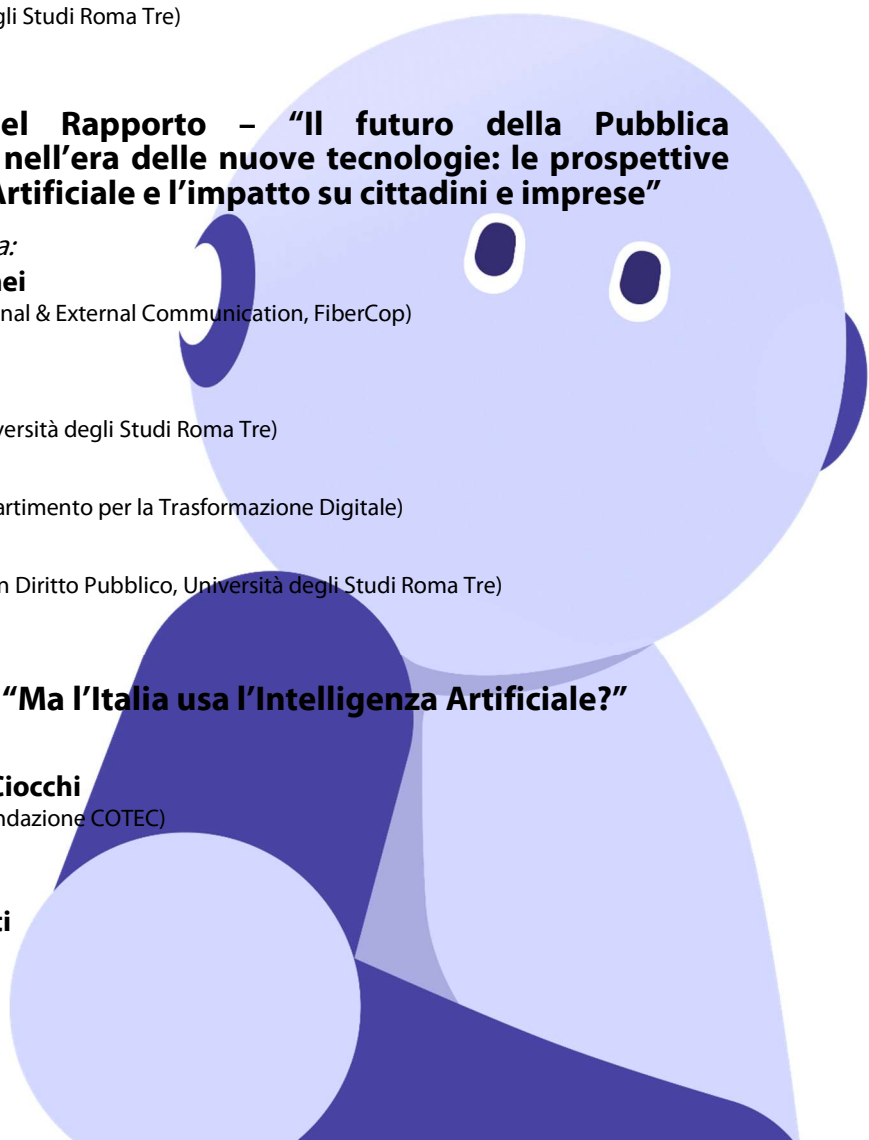 gli Studi Roma Tre)
el Rapporto – “Il futuro della Pubblica
nell’era delle nuove tecnologie: le prospettive
Artificiale e l’impatto su cittadini e imprese”
a:
nei
nal & External Communication, FiberCop)
versità degli Studi Roma Tre)
artimento per la Trasformazione Digitale)
n Diritto Pubblico, Università degli Studi Roma Tre)
“Ma l’Italia usa l’Intelligenza Artificiale?”
Ciocchi
ndazione COTEC)
ti